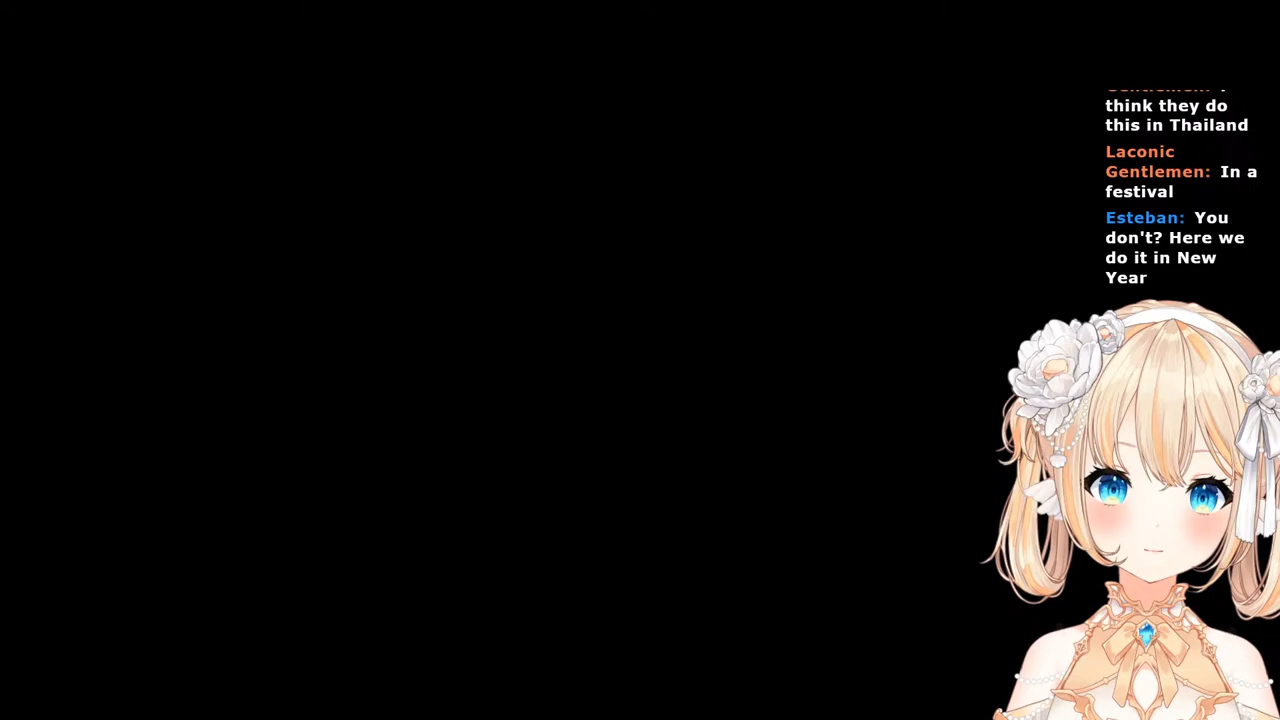 think they do
this in Thailand
Laconic
Gentlemen: In a
festival
Esteban: You
don't? Here we
do it in New
Year